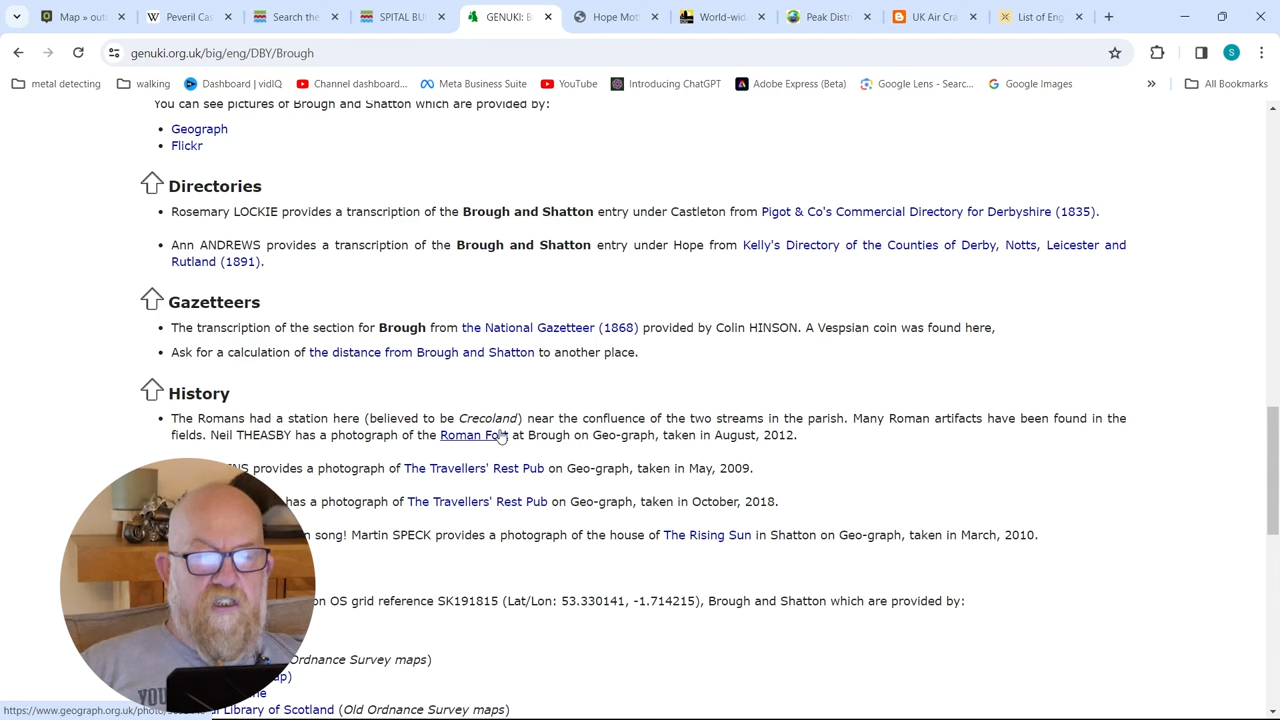 Map » out
Peveril Cas
Search the
SPITAL BU
GENUKI: B
Hope Mot
World-wid
Peak Distr
UK Air Cr
List of Eng
genuki.org.uk/big/eng/DBY/Brough
S
metal detecting
walking
Dashboard | vidIQ
Channel dashboard...
Meta Business Suite
YouTube
Introducing ChatGPT
Adobe Express (Beta)
Google Lens - Searc...
Google Images
»
All Bookmarks
You can see pictures of Brough and Shatton which are provided by:
• Geograph
• Flickr
Directories
• Rosemary LOCKIE provides a transcription of the Brough and Shatton entry under Castleton from Pigot & Co's Commercial Directory for Derbyshire (1835).
• Ann ANDREWS provides a transcription of the Brough and Shatton entry under Hope from Kelly's Directory of the Counties of Derby, Notts, Leicester and
Rutland (1891).
Gazetteers
• The transcription of the section for Brough from the National Gazetteer (1868) provided by Colin HINSON. A Vespsian coin was found here,
• Ask for a calculation of the distance from Brough and Shatton to another place.
History
• The Romans had a station here (believed to be Crecoland) near the confluence of the two streams in the parish. Many Roman artifacts have been found in the
fields. Neil THEASBY has a photograph of the Roman Fort at Brough on Geo-graph, taken in August, 2012.
NS provides a photograph of The Travellers' Rest Pub on Geo-graph, taken in May, 2009.
has a photograph of The Travellers' Rest Pub on Geo-graph, taken in October, 2018.
n song! Martin SPECK provides a photograph of the house of The Rising Sun in Shatton on Geo-graph, taken in March, 2010.
on OS grid reference SK191815 (Lat/Lon: 53.330141, -1.714215), Brough and Shatton which are provided by:
Ordnance Survey maps)
ap)
ne
l Library of Scotland (Old Ordnance Survey maps)
https://www.geograph.org.uk/photo/
YOU